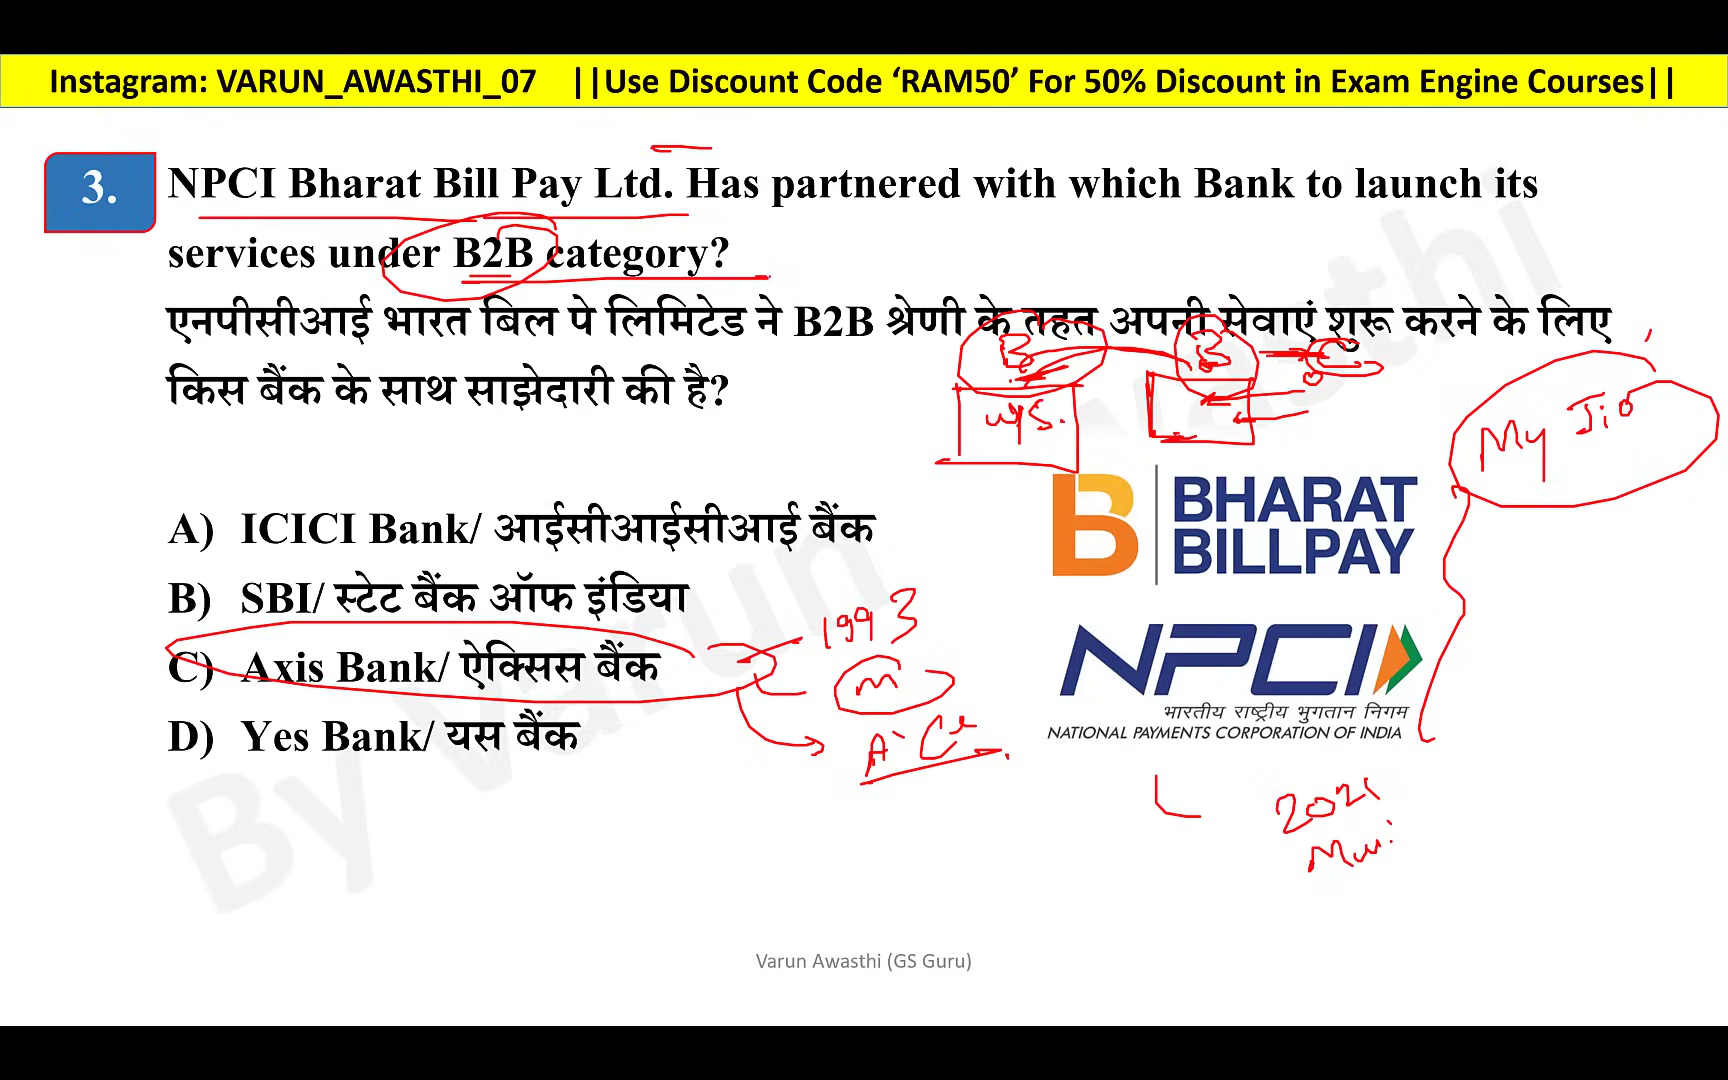 Instagram: VARUN_AWASTHI_07 ||Use Discount Code ‘RAM50’ For 50% Discount in Exam Engine Courses||
3. NPCI Bharat Bill Pay Ltd. Has partnered with which Bank to launch its
services under B2B category?
एनपीसीआई भारत बिल पे लिमिटेड ने B2B श्रेणी के तहत अपनी सेवाएं शुरू करने के लिए
किस बैंक के साथ साझेदारी की है?
B B C
W/S.
My Jio
A) ICICI Bank/ आईसीआईसीआई बैंक
B) SBI/ स्टेट बैंक ऑफ इंडिया
C) Axis Bank/ ऐक्सिस बैंक
D) Yes Bank/ यस बैंक
1993
M
B BHARAT
BILLPAY
NPCI
भारतीय राष्ट्रीय भुगतान निगम
NATIONAL PAYMENTS CORPORATION OF INDIA
2021
By Varun Awasthi
Varun Awasthi (GS Guru)